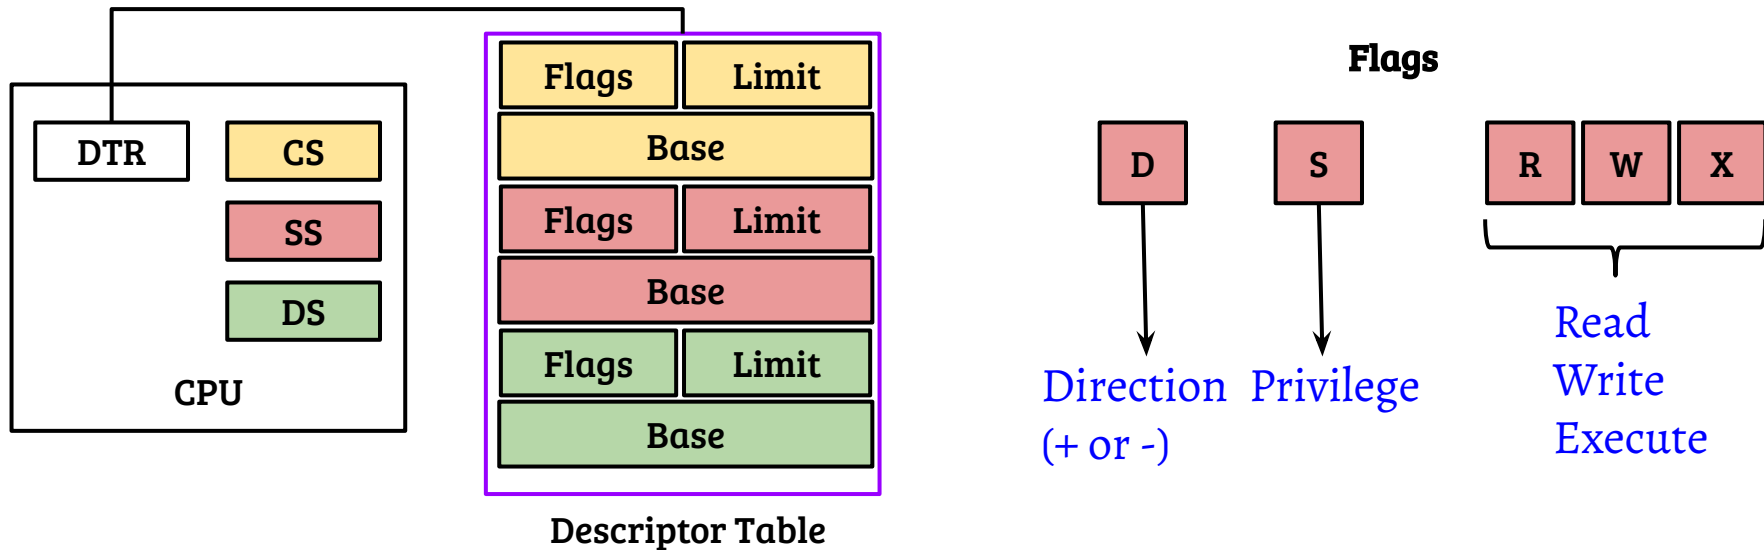 DTR
CS
SS
DS
CPU
Flags Limit
Base
Flags Limit
Base
Flags Limit
Base
Descriptor Table
Flags
D S R W X
Direction
(+ or -)
Privilege
Read
Write
Execute